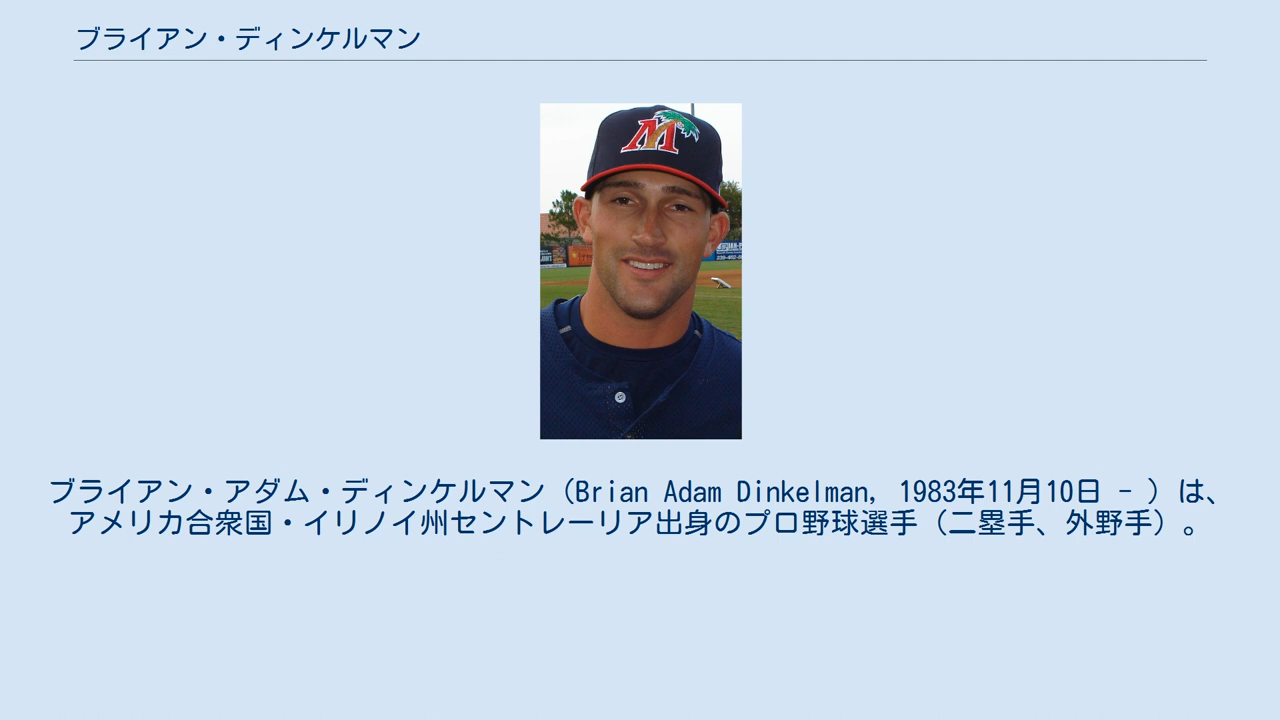 ブライアン・ディンケルマン
M
ブライアン・アダム・ディンケルマン（Brian Adam Dinkelman, 1983年11月10日 - ）は、
アメリカ合衆国・イリノイ州セントレーリア出身のプロ野球選手（二塁手、外野手）。